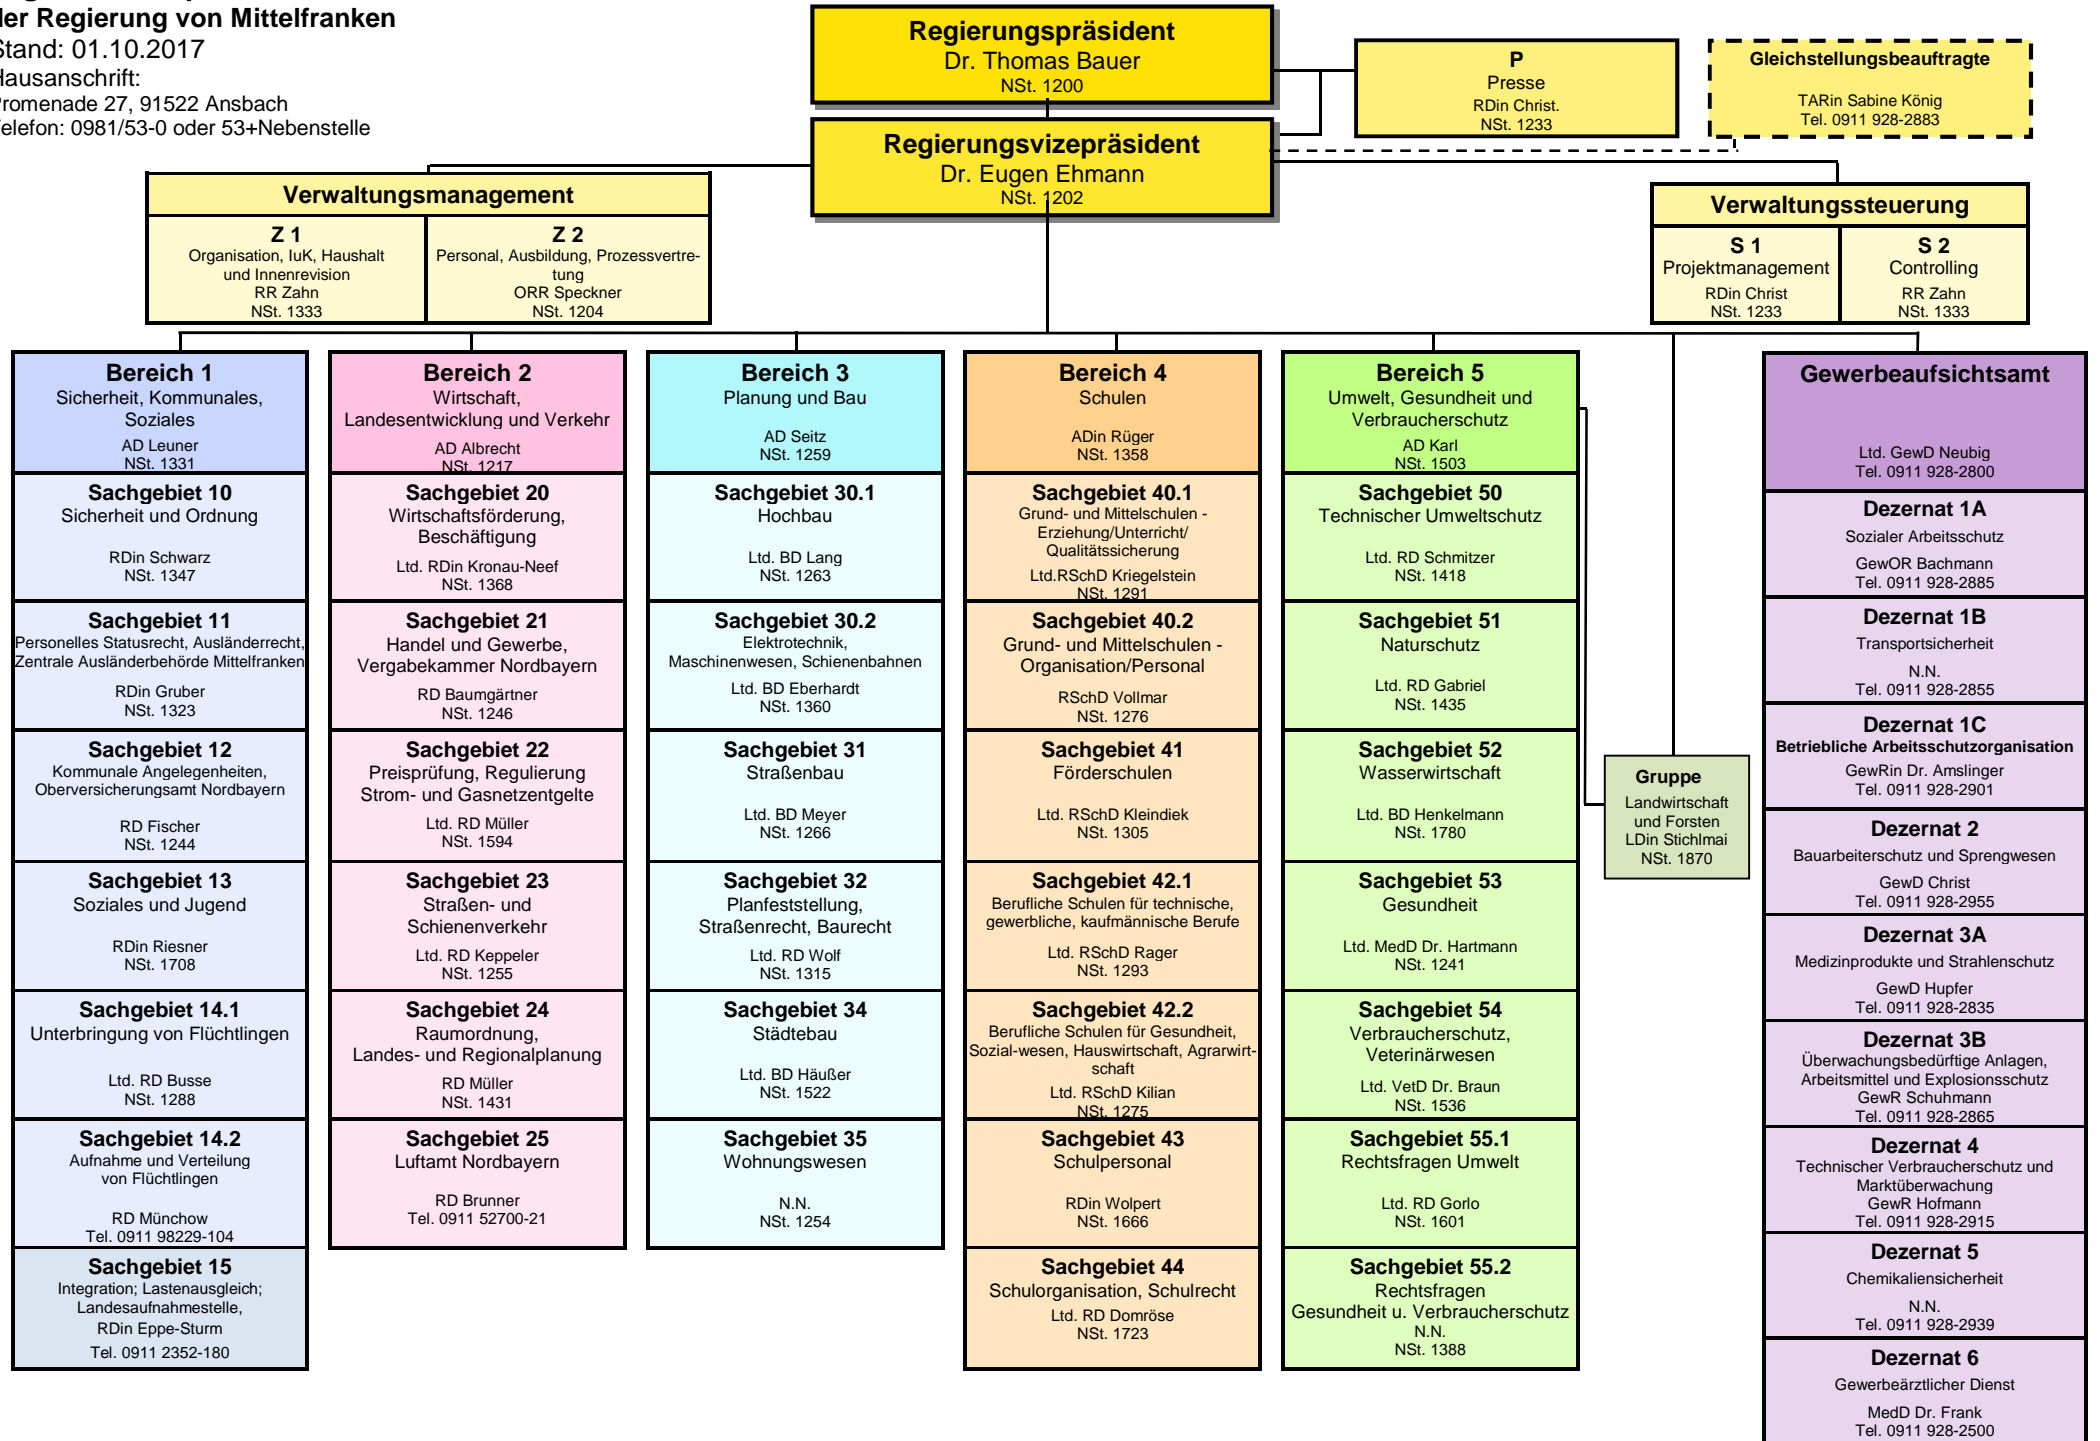 der Regierung von Mittelfranken
Stand: 01.10.2017
Hausanschrift:
Promenade 27, 91522 Ansbach
Telefon: 0981/53-0 oder 53+Nebenstelle
Regierungspräsident
Dr. Thomas Bauer
NSt. 1200
P
Presse
RDin Christ.
NSt. 1233
Gleichstellungsbeauftragte
TARin Sabine König
Tel. 0911 928-2883
Regierungsvizepräsident
Dr. Eugen Ehmann
NSt. 1202
Verwaltungsmanagement
Z 1
Organisation, IuK, Haushalt
und Innenrevision
RR Zahn
NSt. 1333
Z 2
Personal, Ausbildung, Prozessvertre-
tung
ORR Speckner
NSt. 1204
Verwaltungssteuerung
S 1
Projektmanagement
RDin Christ
NSt. 1233
S 2
Controlling
RR Zahn
NSt. 1333
Bereich 1
Sicherheit, Kommunales,
Soziales
AD Leuner
NSt. 1331
Sachgebiet 10
Sicherheit und Ordnung
RDin Schwarz
NSt. 1347
Sachgebiet 11
Personelles Statusrecht, Ausländerrecht,
Zentrale Ausländerbehörde Mittelfranken
RDin Gruber
NSt. 1323
Sachgebiet 12
Kommunale Angelegenheiten,
Oberversicherungsamt Nordbayern
RD Fischer
NSt. 1244
Sachgebiet 13
Soziales und Jugend
RDin Riesner
NSt. 1708
Sachgebiet 14.1
Unterbringung von Flüchtlingen
Ltd. RD Busse
NSt. 1288
Sachgebiet 14.2
Aufnahme und Verteilung
von Flüchtlingen
RD Münchow
Tel. 0911 98229-104
Sachgebiet 15
Integration; Lastenausgleich;
Landesaufnahmestelle,
RDin Eppe-Sturm
Tel. 0911 2352-180
Bereich 2
Wirtschaft,
Landesentwicklung und Verkehr
AD Albrecht
NSt. 1217
Sachgebiet 20
Wirtschaftsförderung,
Beschäftigung
Ltd. RDin Kronau-Neef
NSt. 1368
Sachgebiet 21
Handel und Gewerbe,
Vergabekammer Nordbayern
RD Baumgärtner
NSt. 1246
Sachgebiet 22
Preisprüfung, Regulierung
Strom- und Gasnetzentgelte
Ltd. RD Müller
NSt. 1594
Sachgebiet 23
Straßen- und
Schienenverkehr
Ltd. RD Keppeler
NSt. 1255
Sachgebiet 24
Raumordnung,
Landes- und Regionalplanung
RD Müller
NSt. 1431
Sachgebiet 25
Luftamt Nordbayern
RD Brunner
Tel. 0911 52700-21
Bereich 3
Planung und Bau
AD Seitz
NSt. 1259
Sachgebiet 30.1
Hochbau
Ltd. BD Lang
NSt. 1263
Sachgebiet 30.2
Elektrotechnik,
Maschinenwesen, Schienenbahnen
Ltd. BD Eberhardt
NSt. 1360
Sachgebiet 31
Straßenbau
Ltd. BD Meyer
NSt. 1266
Sachgebiet 32
Planfeststellung,
Straßenrecht, Baurecht
Ltd. RD Wolf
NSt. 1315
Sachgebiet 34
Städtebau
Ltd. BD Häußer
NSt. 1522
Sachgebiet 35
Wohnungswesen
N.N.
NSt. 1254
Bereich 4
Schulen
ADin Rüger
NSt. 1358
Sachgebiet 40.1
Grund- und Mittelschulen -
Erziehung/Unterricht/
Qualitätssicherung
Ltd.RSchD Kriegelstein
NSt. 1291
Sachgebiet 40.2
Grund- und Mittelschulen -
Organisation/Personal
RSchD Vollmar
NSt. 1276
Sachgebiet 41
Förderschulen
Ltd. RSchD Kleindiek
NSt. 1305
Sachgebiet 42.1
Berufliche Schulen für technische,
gewerbliche, kaufmännische Berufe
Ltd. RSchD Rager
NSt. 1293
Sachgebiet 42.2
Berufliche Schulen für Gesundheit,
Sozial-wesen, Hauswirtschaft, Agrarwirt-
schaft
Ltd. RSchD Kilian
NSt. 1275
Sachgebiet 43
Schulpersonal
RDin Wolpert
NSt. 1666
Sachgebiet 44
Schulorganisation, Schulrecht
Ltd. RD Domröse
NSt. 1723
Bereich 5
Umwelt, Gesundheit und
Verbraucherschutz
AD Karl
NSt. 1503
Sachgebiet 50
Technischer Umweltschutz
Ltd. RD Schmitzer
NSt. 1418
Sachgebiet 51
Naturschutz
Ltd. RD Gabriel
NSt. 1435
Sachgebiet 52
Wasserwirtschaft
Ltd. BD Henkelmann
NSt. 1780
Sachgebiet 53
Gesundheit
Ltd. MedD Dr. Hartmann
NSt. 1241
Sachgebiet 54
Verbraucherschutz,
Veterinärwesen
Ltd. VetD Dr. Braun
NSt. 1536
Sachgebiet 55.1
Rechtsfragen Umwelt
Ltd. RD Gorlo
NSt. 1601
Sachgebiet 55.2
Rechtsfragen
Gesundheit u. Verbraucherschutz
N.N.
NSt. 1388
Gruppe
Landwirtschaft
und Forsten
LDin Stichlmai
NSt. 1870
Gewerbeaufsichtsamt
Ltd. GewD Neubig
Tel. 0911 928-2800
Dezernat 1A
Sozialer Arbeitsschutz
GewOR Bachmann
Tel. 0911 928-2885
Dezernat 1B
Transportsicherheit
N.N.
Tel. 0911 928-2855
Dezernat 1C
Betriebliche Arbeitsschutzorganisation
GewRin Dr. Amslinger
Tel. 0911 928-2901
Dezernat 2
Bauarbeiterschutz und Sprengwesen
GewD Christ
Tel. 0911 928-2955
Dezernat 3A
Medizinprodukte und Strahlenschutz
GewD Hupfer
Tel. 0911 928-2835
Dezernat 3B
Überwachungsbedürftige Anlagen,
Arbeitsmittel und Explosionsschutz
GewR Schuhmann
Tel. 0911 928-2865
Dezernat 4
Technischer Verbraucherschutz und
Marktüberwachung
GewR Hofmann
Tel. 0911 928-2915
Dezernat 5
Chemikaliensicherheit
N.N.
Tel. 0911 928-2939
Dezernat 6
Gewerbeärztlicher Dienst
MedD Dr. Frank
Tel. 0911 928-2500